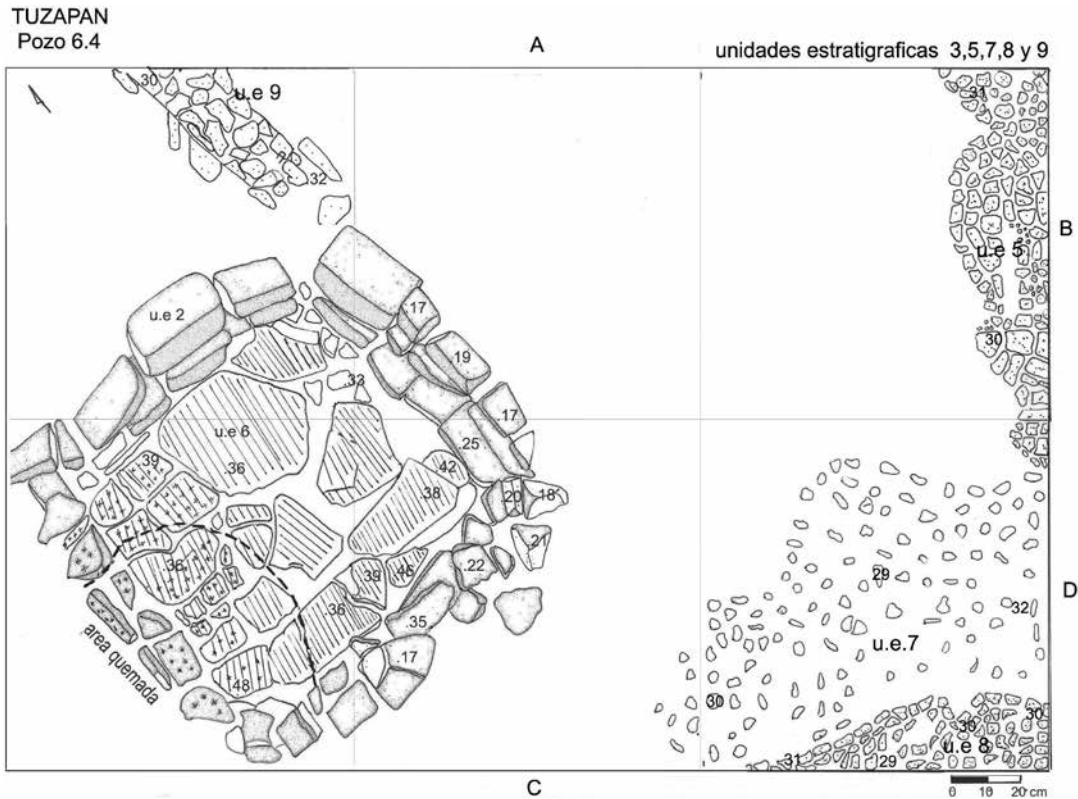 TUZAPAN
Pozo 6.4
A
unidades estratigraficas 3,5,7,8 y 9
.30
u.e 9
.31
.32
B
u.e 5
u.e 2
.17
30
.19
.33
.17
u.e 6
.25
.39
.36
.42
.38
.20
.18
.21
.36
.22
29
.39
.46
D
.36
32
.35
u.e.7
area quemada
.17
.48
30
30
30
u.e 8
31
29
C
0 10 20 cm